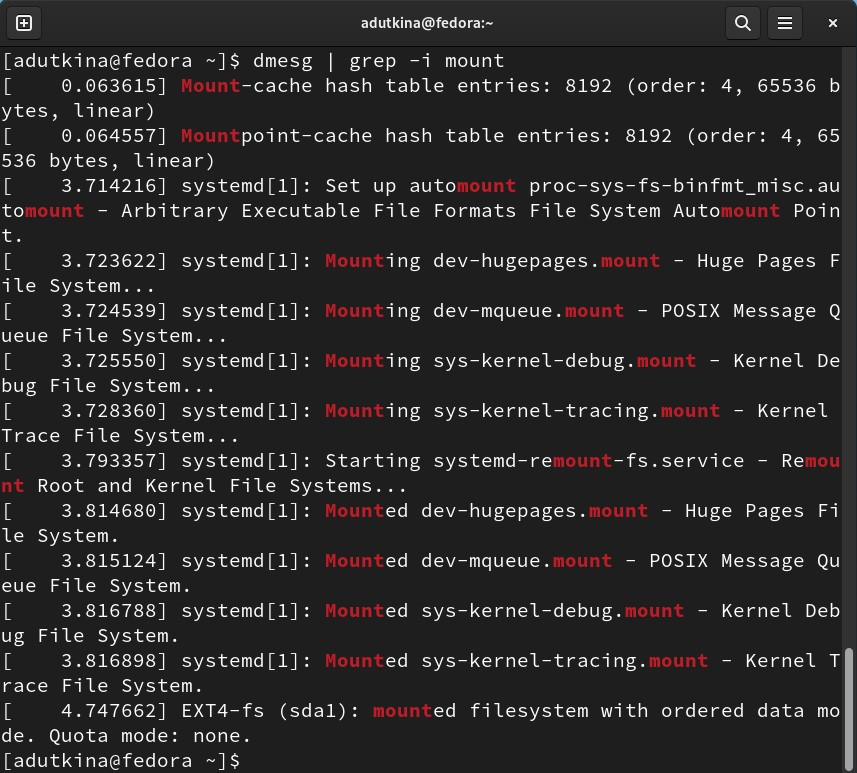 adutkina@fedora:~
[adutkina@fedora ~]$ dmesg | grep -i mount
[    0.063615] Mount-cache hash table entries: 8192 (order: 4, 65536 b
ytes, linear)
[    0.064557] Mountpoint-cache hash table entries: 8192 (order: 4, 65
536 bytes, linear)
[    3.714216] systemd[1]: Set up automount proc-sys-fs-binfmt_misc.au
tomount - Arbitrary Executable File Formats File System Automount Poin
t.
[    3.723622] systemd[1]: Mounting dev-hugepages.mount - Huge Pages F
ile System...
[    3.724539] systemd[1]: Mounting dev-mqueue.mount - POSIX Message Q
ueue File System...
[    3.725550] systemd[1]: Mounting sys-kernel-debug.mount - Kernel De
bug File System...
[    3.728360] systemd[1]: Mounting sys-kernel-tracing.mount - Kernel
Trace File System...
[    3.793357] systemd[1]: Starting systemd-remount-fs.service - Remou
nt Root and Kernel File Systems...
[    3.814680] systemd[1]: Mounted dev-hugepages.mount - Huge Pages Fi
le System.
[    3.815124] systemd[1]: Mounted dev-mqueue.mount - POSIX Message Qu
eue File System.
[    3.816788] systemd[1]: Mounted sys-kernel-debug.mount - Kernel Deb
ug File System.
[    3.816898] systemd[1]: Mounted sys-kernel-tracing.mount - Kernel T
race File System.
[    4.747662] EXT4-fs (sda1): mounted filesystem with ordered data mo
de. Quota mode: none.
[adutkina@fedora ~]$